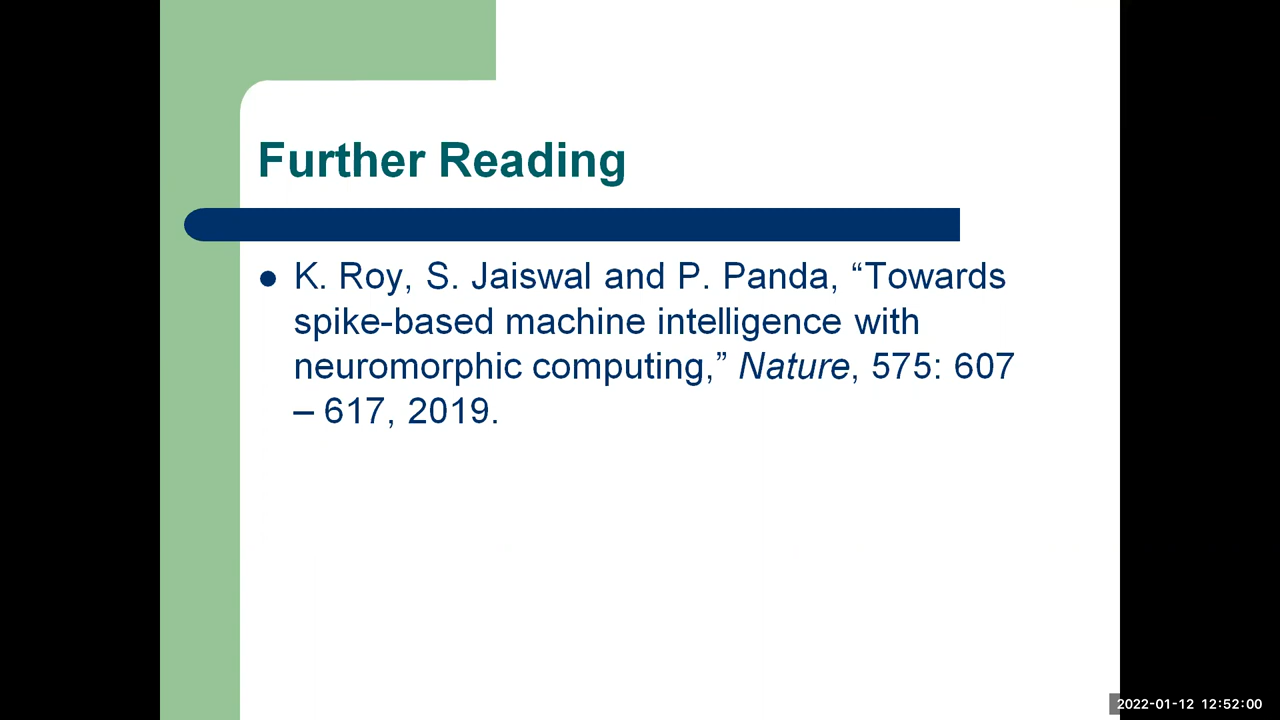 Further Reading
K. Roy, S. Jaiswal and P. Panda, “Towards
spike-based machine intelligence with
neuromorphic computing,” Nature, 575: 607
– 617, 2019.
2022-01-12 12:52:00